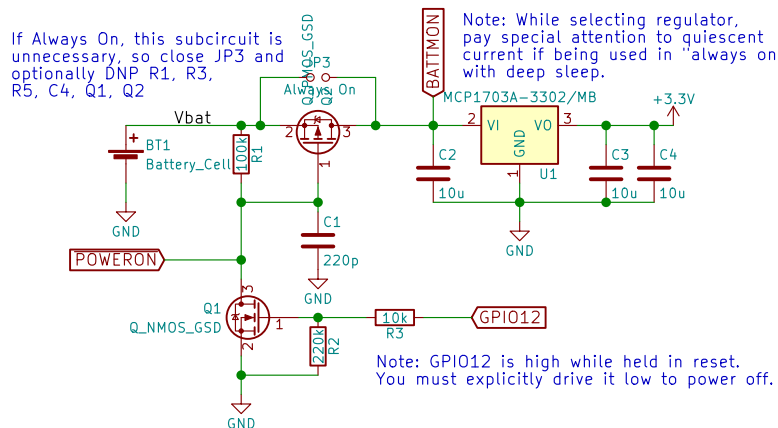 If Always On, this subcircuit is
unnecessary, so close JP3 and
optionally DNP R1, R3,
R5, C4, Q1, Q2
Note: While selecting regulator,
pay special attention to quiescent
current if being used in "always on
with deep sleep.
BATTMON
Q_NMOS_GSD
Q2
JP3
Always On
MCP1703A-3302/MB
+3.3V
Vbat
2
3
1
2
VI
VO
3
GND
1
U1
BT1
Battery_Cell
+
100k
R1
C2
10u
C3
10u
C4
10u
GND
C1
220p
GND
GND
POWERON
3
Q1
Q_NMOS_GSD
1
2
10k
R3
GPIO12
220k
R2
GND
Note: GPIO12 is high while held in reset.
You must explicitly drive it low to power off.